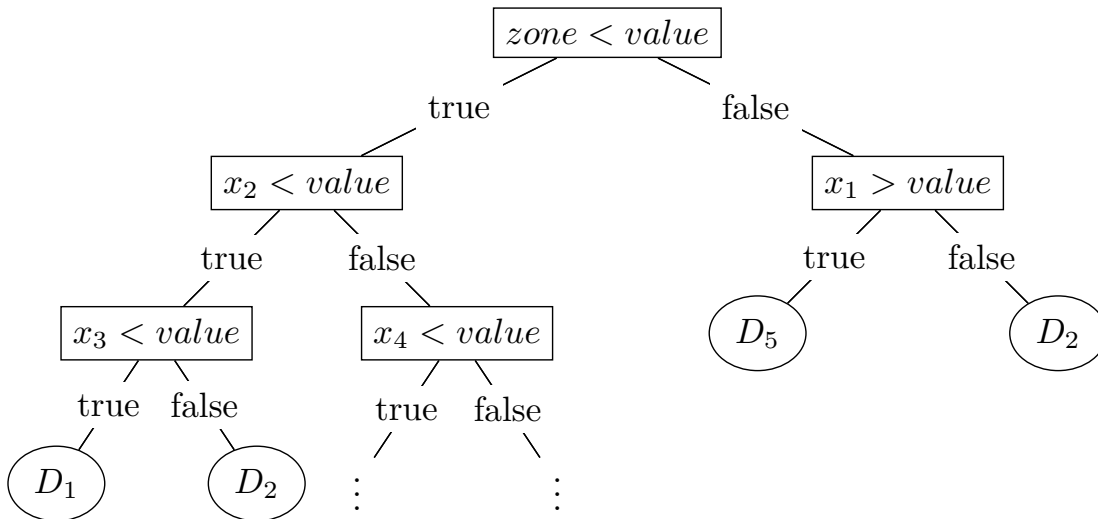 zone < value
true false
x₂ < value x₁ > value
true false true false
x₃ < value x₄ < value D₅ D₂
true false true false
D₁ D₂ ⋮ ⋮